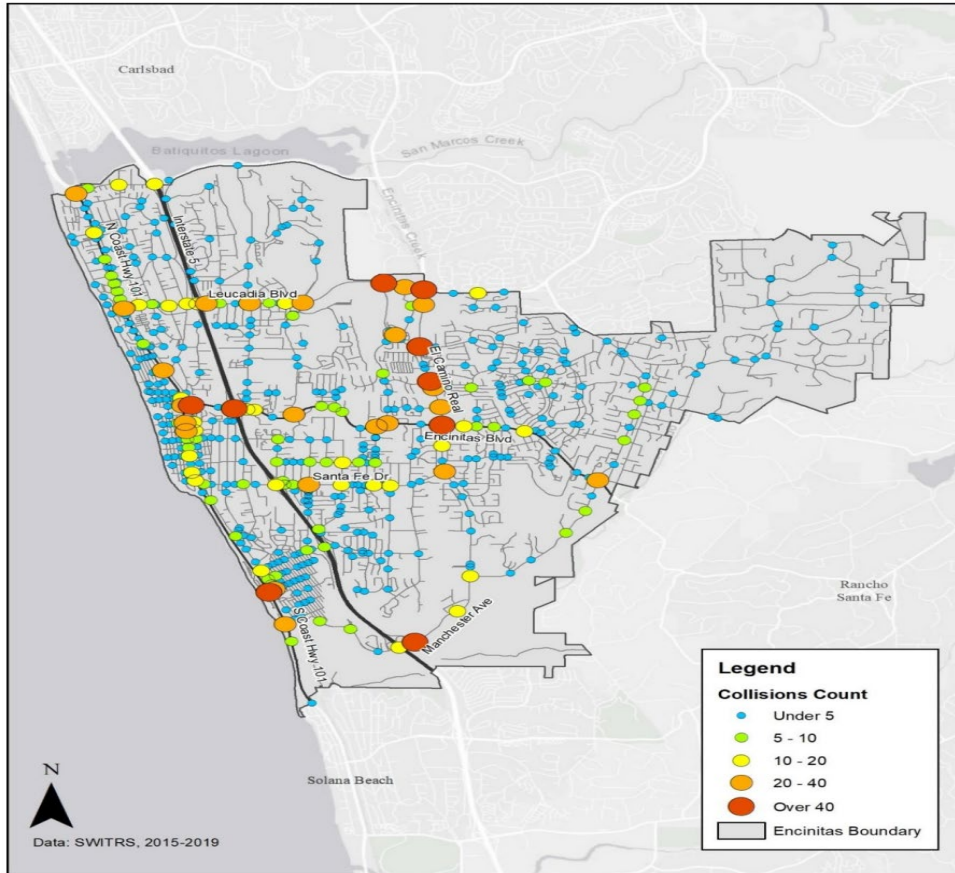 Carlsbad
Batiquitos Lagoon
San Marcos Creek
Encinitas Creek
Interstate 5
N Coast Hwy 101
Leucadia Blvd
El Camino Real
Encinitas Blvd
Santa Fe Dr
Rancho
Santa Fe
Manchester Ave
S Coast Hwy 101
Solana Beach
Legend
Collisions Count
Under 5
5 - 10
10 - 20
20 - 40
Over 40
Encinitas Boundary
N
Data: SWITRS, 2015-2019